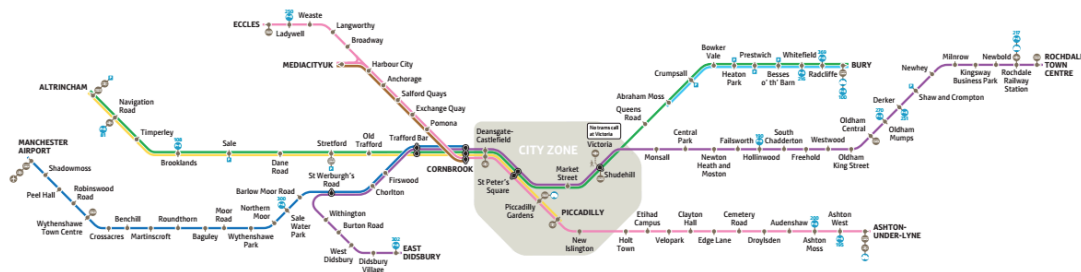 ECCLES
Weaste
Ladywell
Langworthy
Broadway
MEDIACITYUK
Harbour City
Anchorage
Salford Quays
Exchange Quay
Pomona
ALTRINCHAM
Navigation
Road
Timperley
Brooklands
Sale
Dane
Road
Stretford
Old
Trafford
Trafford Bar
CORNBROOK
MANCHESTER
AIRPORT
Shadowmoss
Peel Hall
Robinswood
Road
Wythenshawe
Town Centre
Crossacres
Benchill
Martinscroft
Roundthorn
Baguley
Moor
Road
Wythenshawe
Park
Northern
Moor
Barlow Moor Road
Sale
Water
Park
St Werburgh's
Road
Chorlton
Firswood
Withington
Burton Road
West
Didsbury
Didsbury
Village
EAST
DIDSBURY
Deansgate-
Castlefield
CITY ZONE
St Peter's
Square
Piccadilly
Gardens
PICCADILLY
Market
Street
No trams call
at Victoria
Victoria
Shudehill
New
Islington
Holt
Town
Etihad
Campus
Velopark
Clayton
Hall
Edge Lane
Cemetery
Road
Droylsden
Audenshaw
Ashton
Moss
Ashton
West
ASHTON-
UNDER-LYNE
Queens
Road
Abraham Moss
Crumpsall
Bowker
Vale
Heaton
Park
Prestwich
Besses
o' th' Barn
Whitefield
Radcliffe
BURY
Monsall
Central
Park
Newton
Heath and
Moston
Failsworth
Hollinwood
South
Chadderton
Freehold
Westwood
Oldham
King Street
Oldham
Central
Oldham
Mumps
Derker
Shaw and Crompton
Newhey
Milnrow
Kingsway
Business Park
Newbold
Rochdale
Railway
Station
ROCHDALE
TOWN
CENTRE